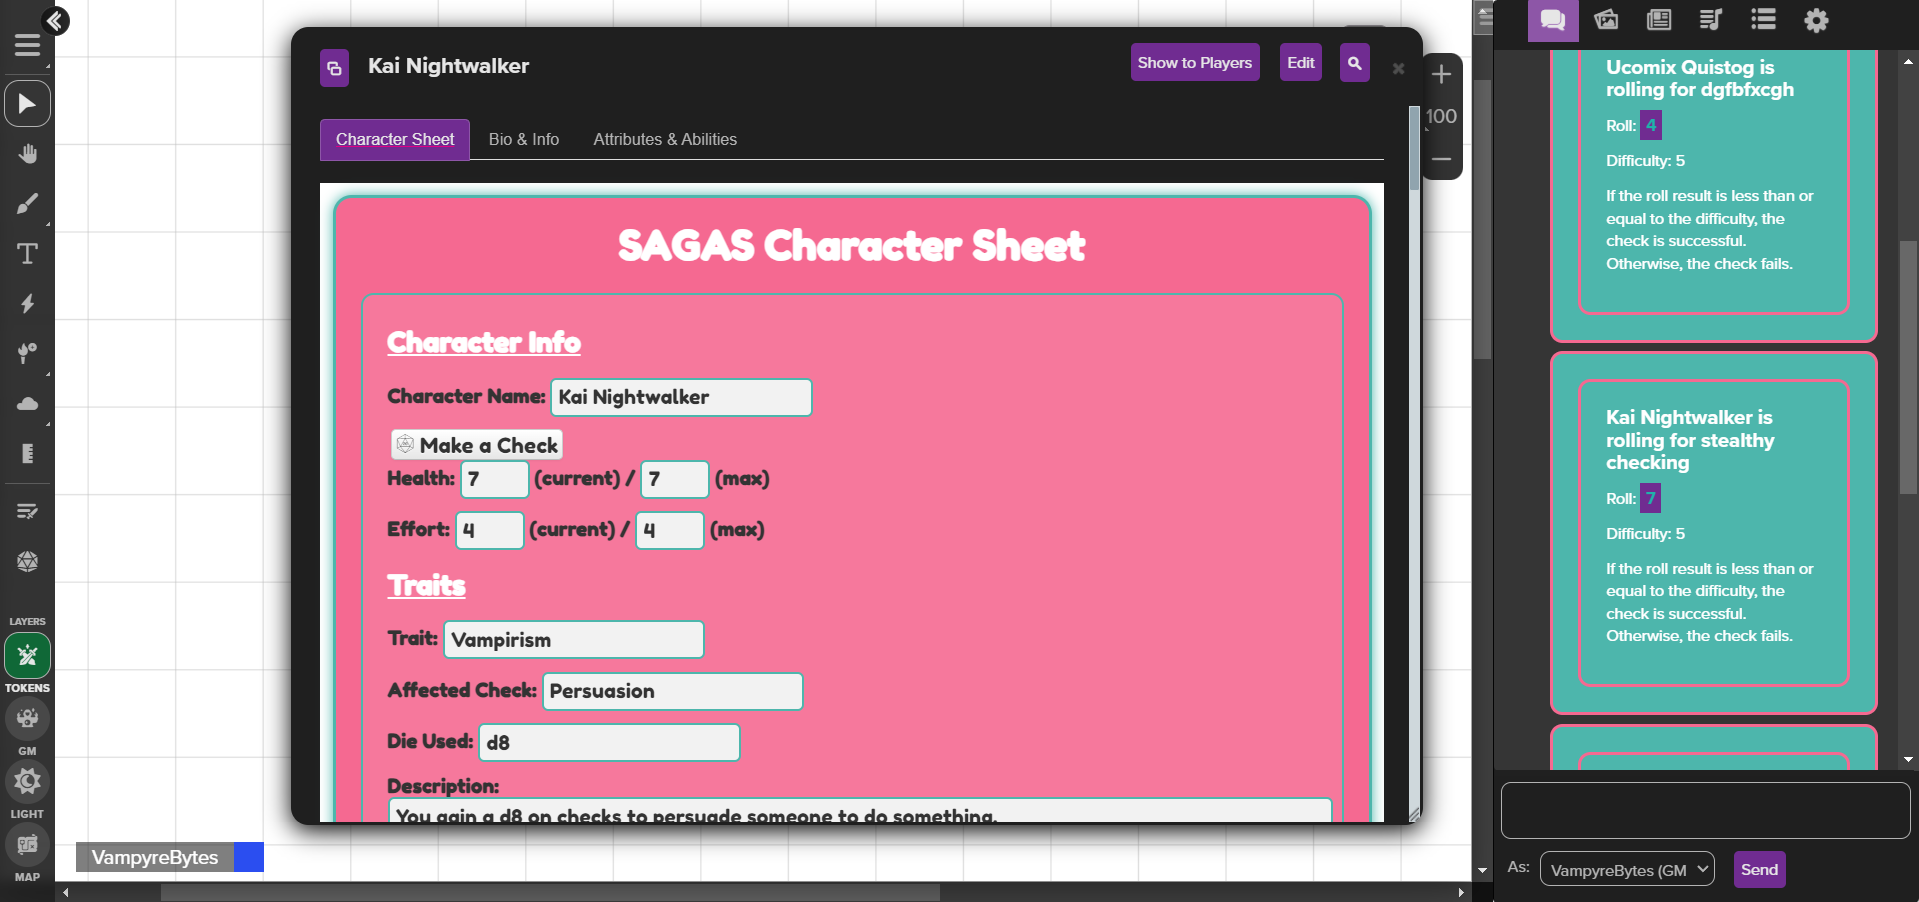 Kai Nightwalker
Show to Players
Edit
Character Sheet
Bio & Info
Attributes & Abilities
SAGAS Character Sheet
Character Info
Character Name: Kai Nightwalker
Make a Check
Health: 7 (current) / 7 (max)
Effort: 4 (current) / 4 (max)
Traits
Trait: Vampirism
Affected Check: Persuasion
Die Used: d8
Description:
You gain a d8 on checks to persuade someone to do something.
100
LAYERS
TOKENS
GM
LIGHT
MAP
VampyreBytes
Ucomix Quistog is
rolling for dgfbfxcgh
Roll: 4
Difficulty: 5
If the roll result is less than or
equal to the difficulty, the
check is successful.
Otherwise, the check fails.
Kai Nightwalker is
rolling for stealthy
checking
Roll: 7
Difficulty: 5
If the roll result is less than or
equal to the difficulty, the
check is successful.
Otherwise, the check fails.
As: VampyreBytes (GM
Send